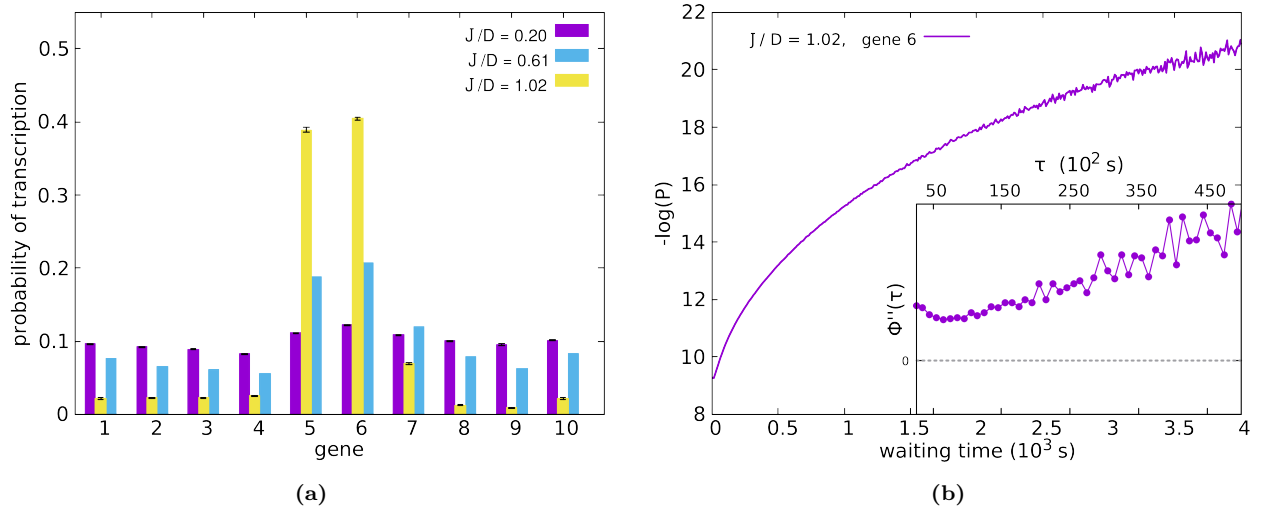 probability of transcription
0.5
0.4
0.3
0.2
0.1
0
J/D = 0.20
J/D = 0.61
J/D = 1.02
1 2 3 4 5 6 7 8 9 10
gene
(a)
-log(P)
22
20
18
16
14
12
10
8
J / D = 1.02, gene 6
τ (10² s)
50 150 250 350 450
Φ''(τ)
0
0 0.5 1 1.5 2 2.5 3 3.5 4
waiting time (10³ s)
(b)